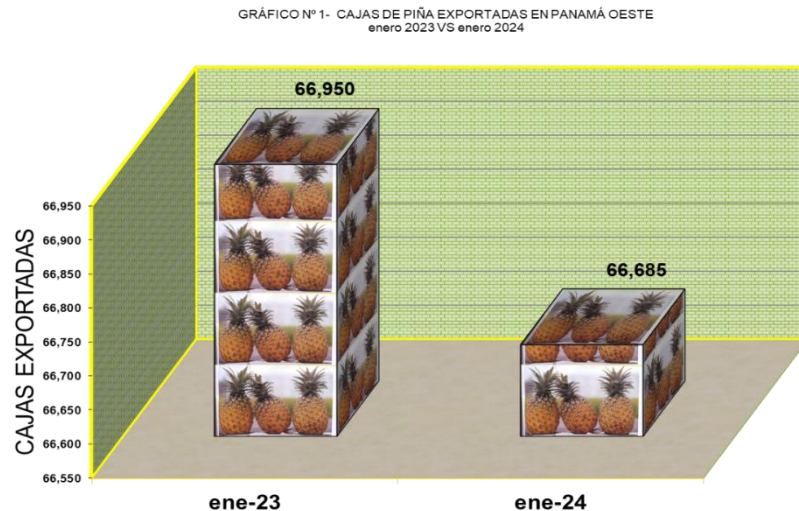 GRÁFICO Nº 1- CAJAS DE PIÑA EXPORTADAS EN PANAMÁ OESTE
enero 2023 VS enero 2024
66,950
66,685
CAJAS EXPORTADAS
66,950
66,900
66,850
66,800
66,750
66,700
66,650
66,600
66,550
ene-23
ene-24